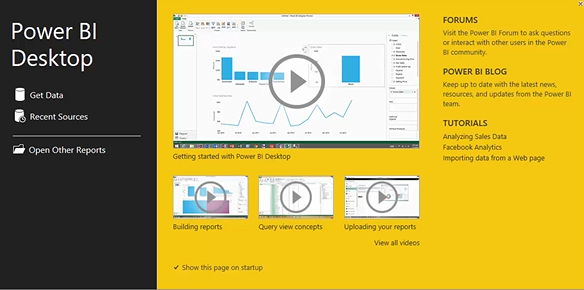 Power BI
Desktop
Get Data
Recent Sources
Open Other Reports
Getting started with Power BI Desktop
Building reports
Query view concepts
Uploading your reports
View all videos
Show this page on startup
FORUMS
Visit the Power BI Forum to ask questions
or interact with other users in the Power
BI community.
POWER BI BLOG
Keep up to date with the latest news,
resources, and updates from the Power BI
team.
TUTORIALS
Analyzing Sales Data
Facebook Analytics
Importing data from a Web page